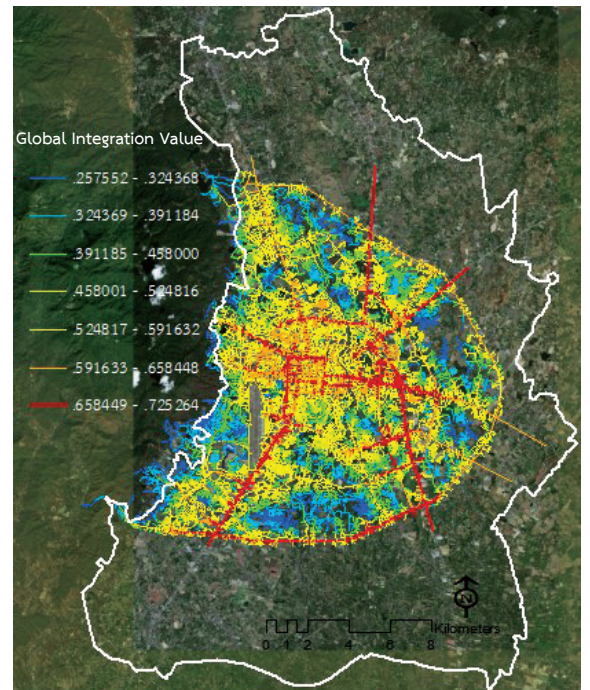 Global Integration Value
.257552 - .324368
.324369 - .391184
.391185 - .458000
.458001 - .524816
.524817 - .591632
.591633 - .658448
.658449 - .725264
N
Kilometers
0 1 2 4 6 8